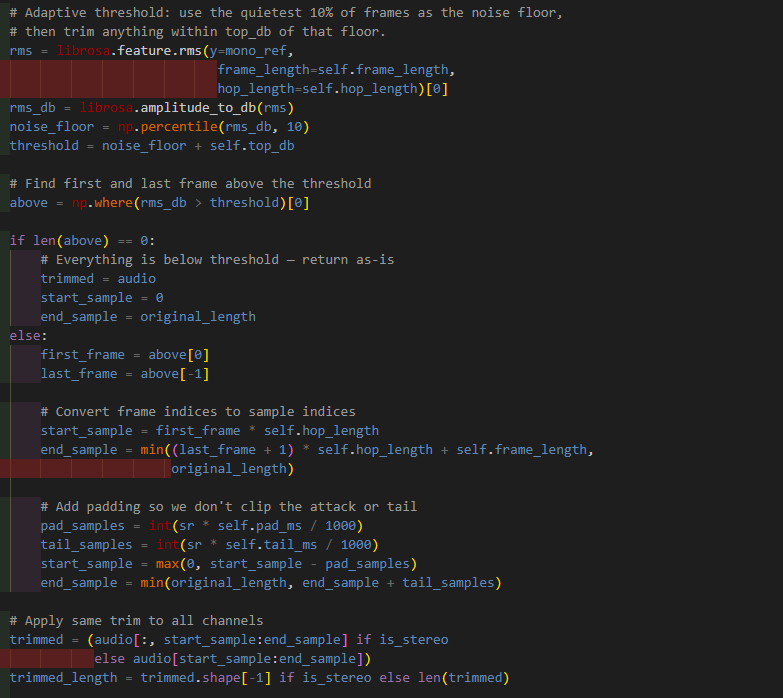 # Adaptive threshold: use the quietest 10% of frames as the noise floor,
# then trim anything within top_db of that floor.
rms = librosa.feature.rms(y=mono_ref,
frame_length=self.frame_length,
hop_length=self.hop_length)[0]
rms_db = librosa.amplitude_to_db(rms)
noise_floor = np.percentile(rms_db, 10)
threshold = noise_floor + self.top_db
# Find first and last frame above the threshold
above = np.where(rms_db > threshold)[0]
if len(above) == 0:
# Everything is below threshold — return as-is
trimmed = audio
start_sample = 0
end_sample = original_length
else:
first_frame = above[0]
last_frame = above[-1]
# Convert frame indices to sample indices
start_sample = first_frame * self.hop_length
end_sample = min((last_frame + 1) * self.hop_length + self.frame_length,
original_length)
# Add padding so we don't clip the attack or tail
pad_samples = int(sr * self.pad_ms / 1000)
tail_samples = int(sr * self.tail_ms / 1000)
start_sample = max(0, start_sample - pad_samples)
end_sample = min(original_length, end_sample + tail_samples)
# Apply same trim to all channels
trimmed = (audio[:, start_sample:end_sample] if is_stereo
else audio[start_sample:end_sample])
trimmed_length = trimmed.shape[-1] if is_stereo else len(trimmed)